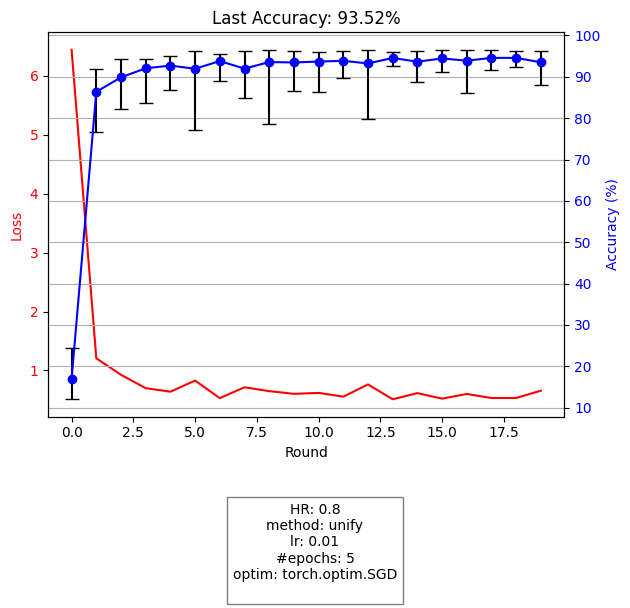 Last Accuracy: 93.52%
Loss
6
5
4
3
2
1
100
90
80
70
60
50
40
30
20
10
Accuracy (%)
0.0 2.5 5.0 7.5 10.0 12.5 15.0 17.5
Round
HR: 0.8
method: unify
lr: 0.01
#epochs: 5
optim: torch.optim.SGD